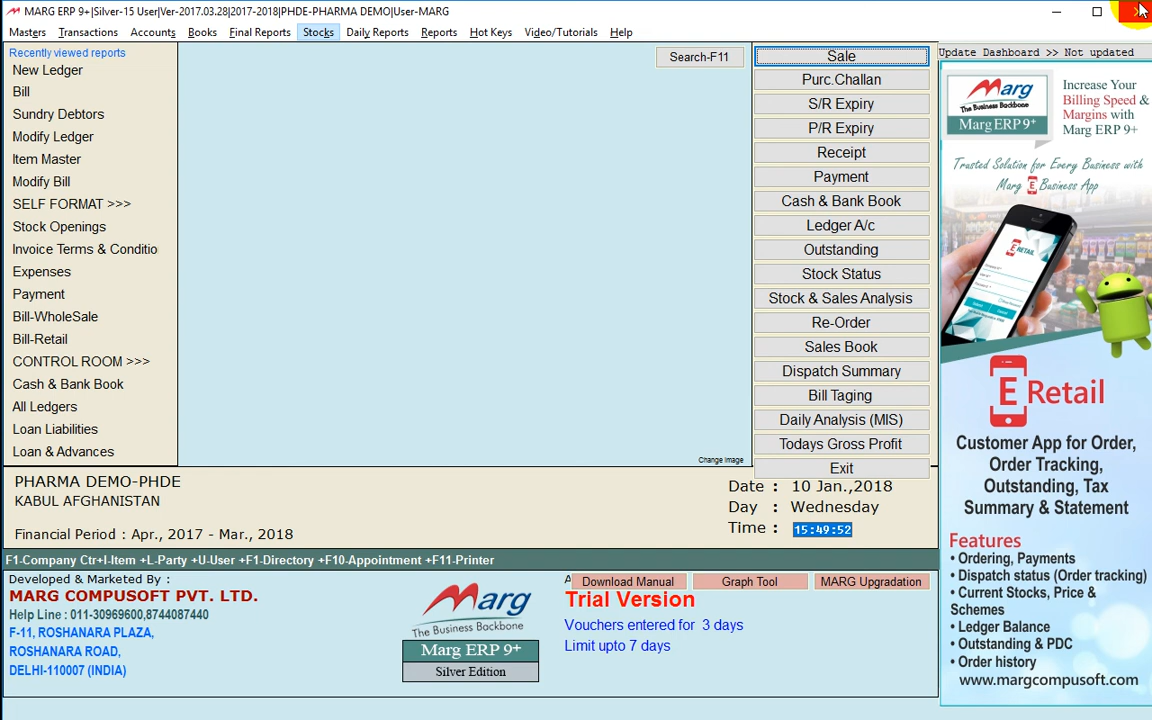 MARG ERP 9+|Silver-15 User|Ver-2017.03.28|2017-2018|PHDE-PHARMA DEMO|User-MARG
Masters Transactions Accounts Books Final Reports Stocks Daily Reports Reports Hot Keys Video/Tutorials Help
Recently viewed reports
New Ledger
Bill
Sundry Debtors
Modify Ledger
Item Master
Modify Bill
SELF FORMAT >>>
Stock Openings
Invoice Terms & Conditio
Expenses
Payment
Bill-WholeSale
Bill-Retail
CONTROL ROOM >>>
Cash & Bank Book
All Ledgers
Loan Liabilities
Loan & Advances
Search-F11
Change Image
Sale
Purc.Challan
S/R Expiry
P/R Expiry
Receipt
Payment
Cash & Bank Book
Ledger A/c
Outstanding
Stock Status
Stock & Sales Analysis
Re-Order
Sales Book
Dispatch Summary
Bill Taging
Daily Analysis (MIS)
Todays Gross Profit
Exit
Update Dashboard >> Not updated
Marg
The Business Backbone
Marg ERP 9+
Increase Your
Billing Speed &
Margins with
Marg ERP 9+
Trusted Solution for Every Business with
Marg E Business App
E RETAIL
E Retail
Customer App for Order,
Order Tracking,
Outstanding, Tax
Summary & Statement
Features
• Ordering, Payments
• Dispatch status (Order tracking)
• Current Stocks, Price &
Schemes
• Ledger Balance
• Outstanding & PDC
• Order history
www.margcompusoft.com
PHARMA DEMO-PHDE
KABUL AFGHANISTAN
Financial Period : Apr., 2017 - Mar., 2018
Date : 10 Jan.,2018
Day : Wednesday
Time : 15:49:52
F1-Company Ctr+I-Item +L-Party +U-User +F1-Directory +F10-Appointment +F11-Printer
Developed & Marketed By :
MARG COMPUSOFT PVT. LTD.
Help Line : 011-30969600,8744087440
F-11, ROSHANARA PLAZA,
ROSHANARA ROAD,
DELHI-110007 (INDIA)
Marg
The Business Backbone
Marg ERP 9+
Silver Edition
A
Download Manual Graph Tool MARG Upgradation
Trial Version
Vouchers entered for 3 days
Limit upto 7 days